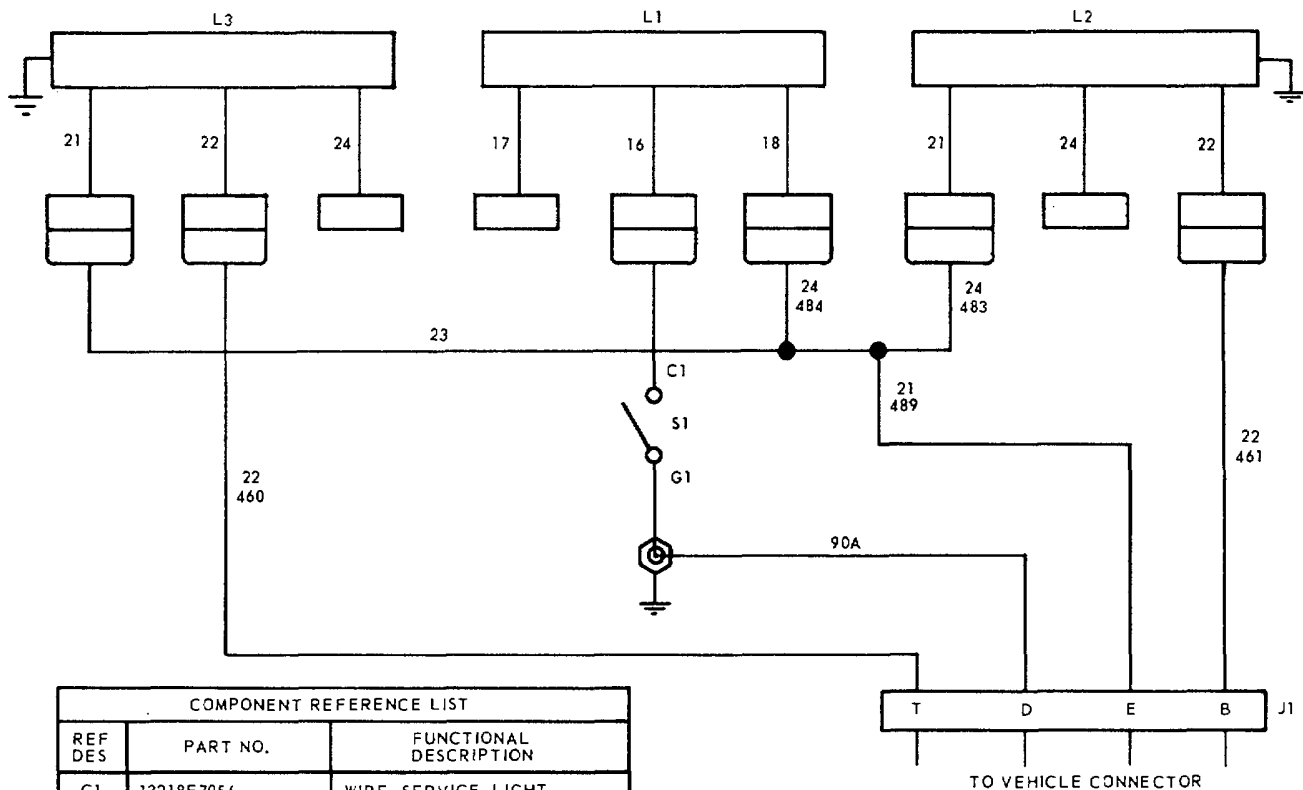 L3 L1 L2
21 22 24 17 16 18 21 24 22
24 24
484 483
23
C1
21
489
S1
22
461
G1
22
460
90A
COMPONENT REFERENCE LIST
REF DES PART NO. FUNCTIONAL DESCRIPTION
T D E B J1
TO VEHICLE CONNECTOR